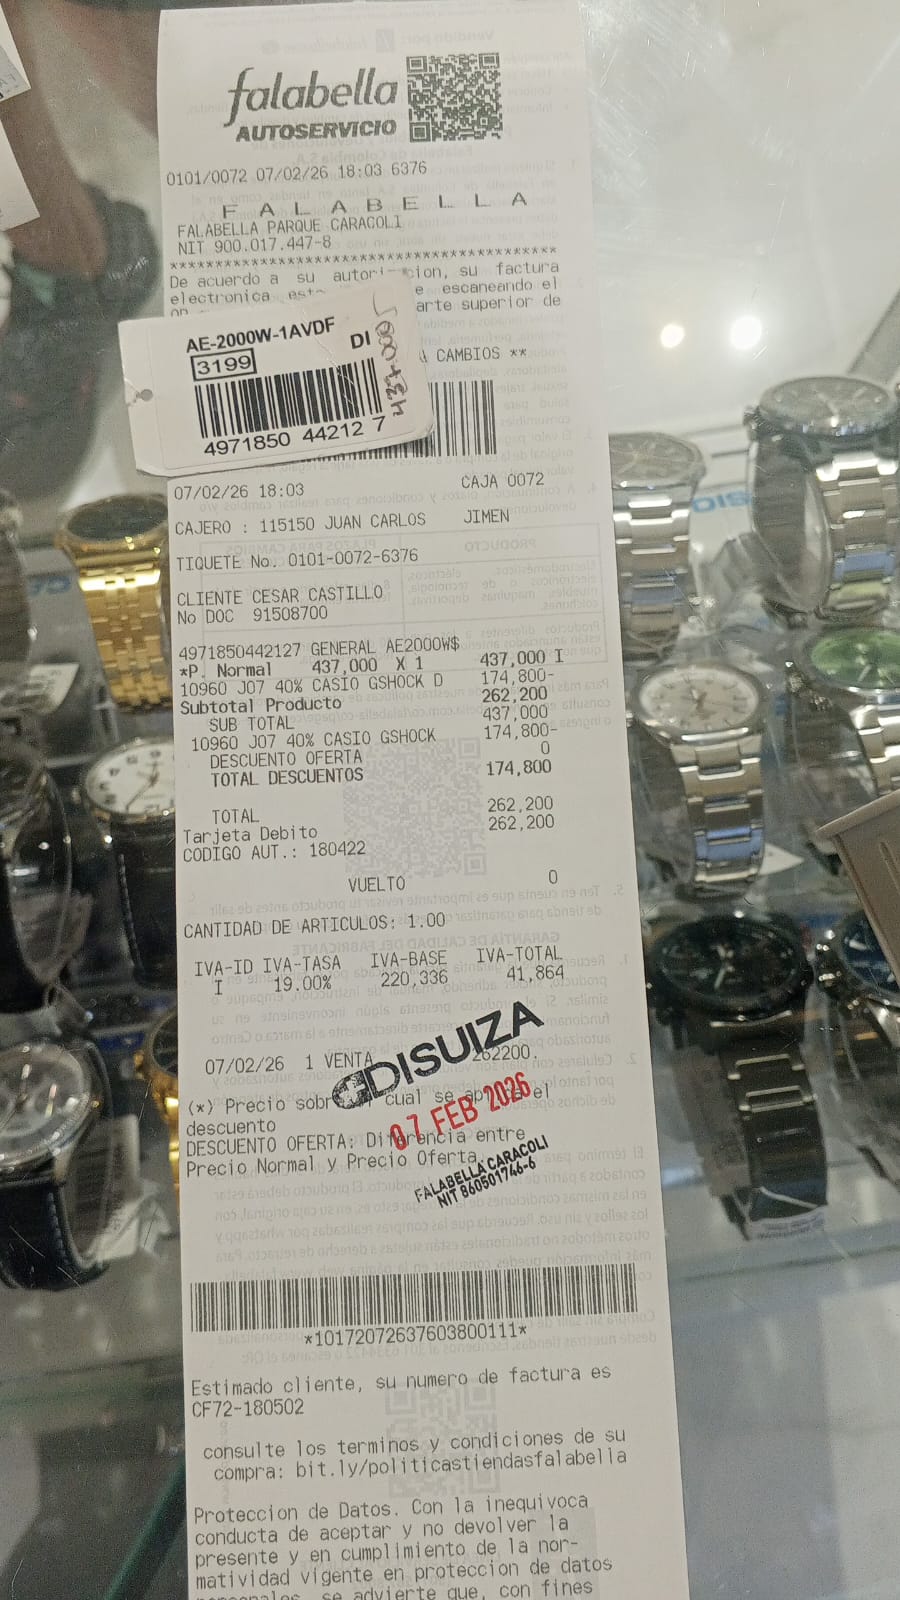 falabella
AUTOSERVICIO
0101/0072 07/02/26 18:03 6376
F A L A B E L L A
FALABELLA PARQUE CARACOLI
NIT 900.017.447-8
****************************************
De acuerdo a su autori cion, su factura
electronica est e escaneando el
arte superior de
AE-2000W-1AVDF
3199
DI
437.000
4971850 44212 7
CAMBIOS **
07/02/26 18:03 CAJA 0072
CAJERO : 115150 JUAN CARLOS JIMEN
TIQUETE No. 0101-0072-6376
CLIENTE CESAR CASTILLO
No DOC 91508700
4971850442127 GENERAL AE2000W$
*P. Normal 437,000 X 1 437,000 I
10960 J07 40% CASIO GSHOCK D 174,800-
Subtotal Producto 262,200
SUB TOTAL 437,000
10960 J07 40% CASIO GSHOCK 174,800-
DESCUENTO OFERTA 0
TOTAL DESCUENTOS 174,800
TOTAL 262,200
Tarjeta Debito 262,200
CODIGO AUT.: 180422
VUELTO 0
CANTIDAD DE ARTICULOS: 1.00
IVA-ID IVA-TASA IVA-BASE IVA-TOTAL
I 19.00% 220,336 41,864
07/02/26 1 VENTA 262200.
DISUIZA
07 FEB 2026
FALABELLA CARACOLI
NIT 860501746-6
(*) Precio sobr cual se ap el
descuento
DESCUENTO OFERTA: Diferencia entre
Precio Normal y Precio Oferta.
*10172072637603800111*
Estimado cliente, su numero de factura es
CF72-180502
consulte los terminos y condiciones de su
compra: bit.ly/politicastiendasfalabella
Proteccion de Datos. Con la inequivoca
conducta de aceptar y no devolver la
presente y en cumplimiento de la nor-
matividad vigente en proteccion de datos
se advierte que, con fines